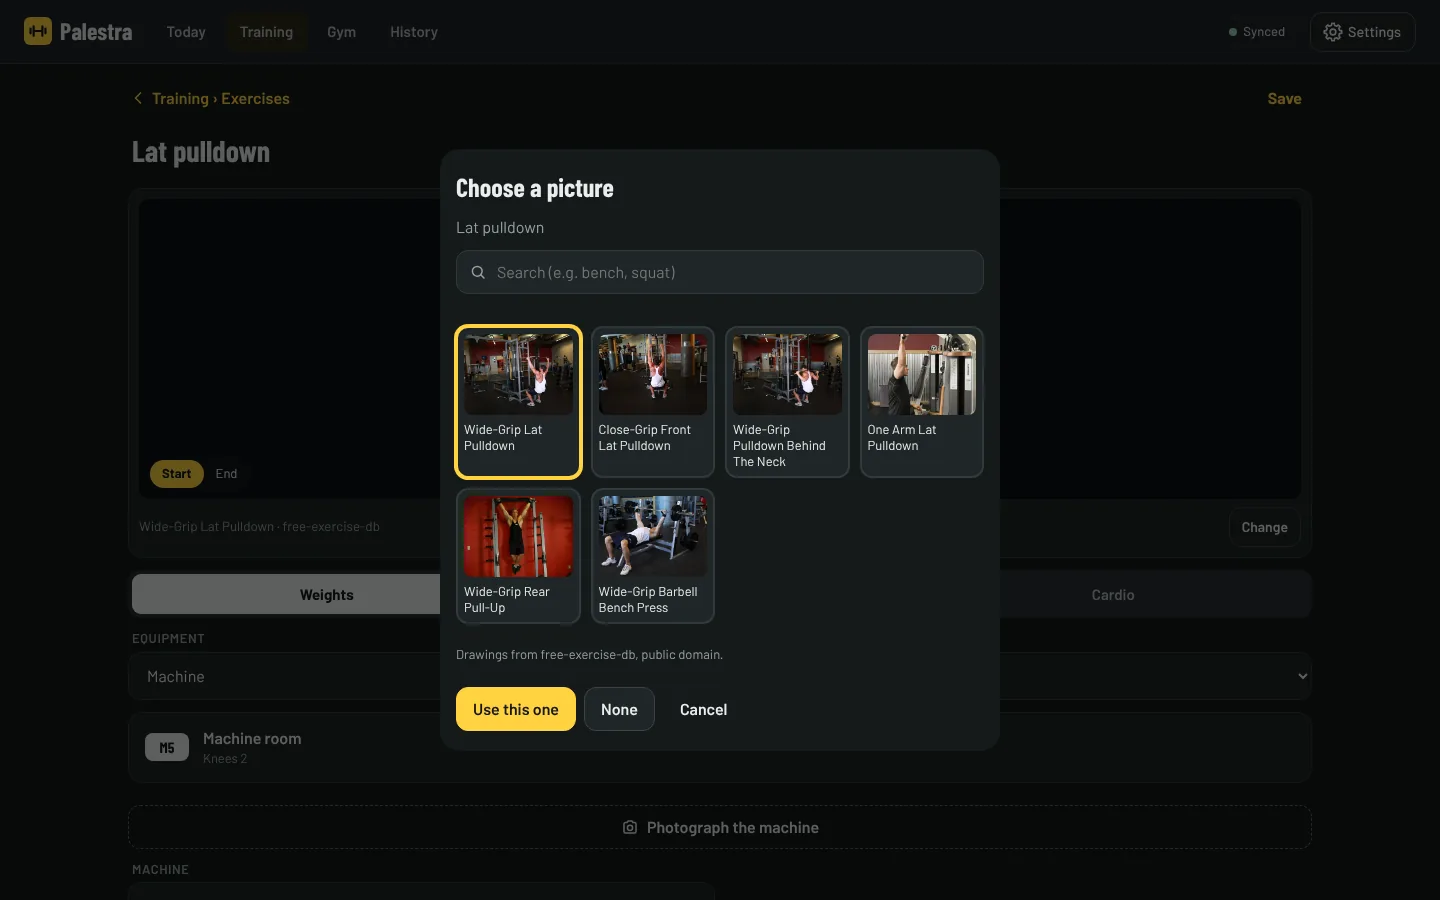 Palestra
Today
Training
Gym
History
Synced
Settings
Training › Exercises
Save
Lat pulldown
Choose a picture
Lat pulldown
Search (e.g. bench, squat)
Wide-Grip Lat
Pulldown
Close-Grip Front
Lat Pulldown
Wide-Grip
Pulldown Behind
The Neck
One Arm Lat
Pulldown
Wide-Grip Rear
Pull-Up
Wide-Grip Barbell
Bench Press
Drawings from free-exercise-db, public domain.
Use this one
None
Cancel
Start
End
Wide-Grip Lat Pulldown · free-exercise-db
Change
Weights
Cardio
EQUIPMENT
Machine
M5
Machine room
Knees 2
Photograph the machine
MACHINE